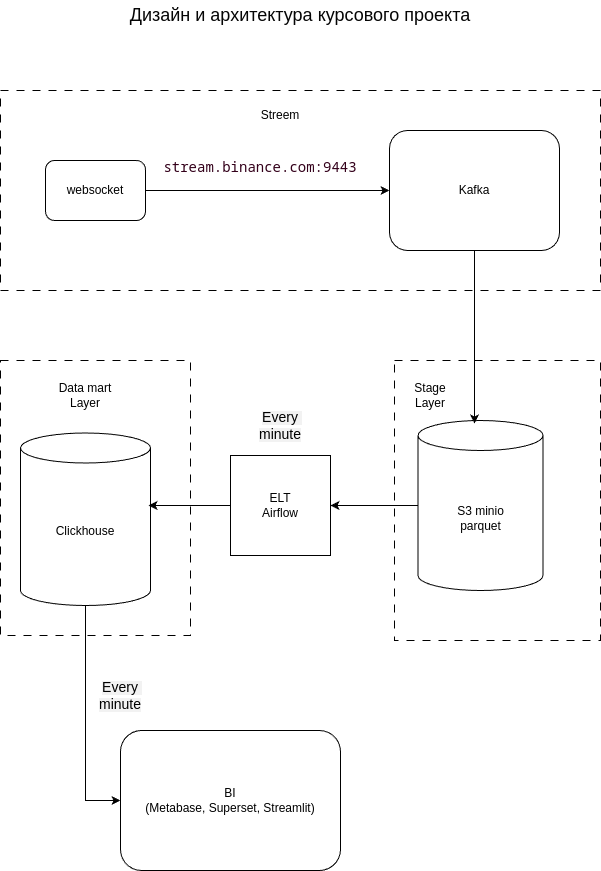 Дизайн и архитектура курсового проекта
Streem
stream.binance.com:9443
websocket
Kafka
Data mart
Layer
Stage
Layer
Every
minute
ELT
Airflow
Clickhouse
S3 minio
parquet
Every
minute
BI
(Metabase, Superset, Streamlit)